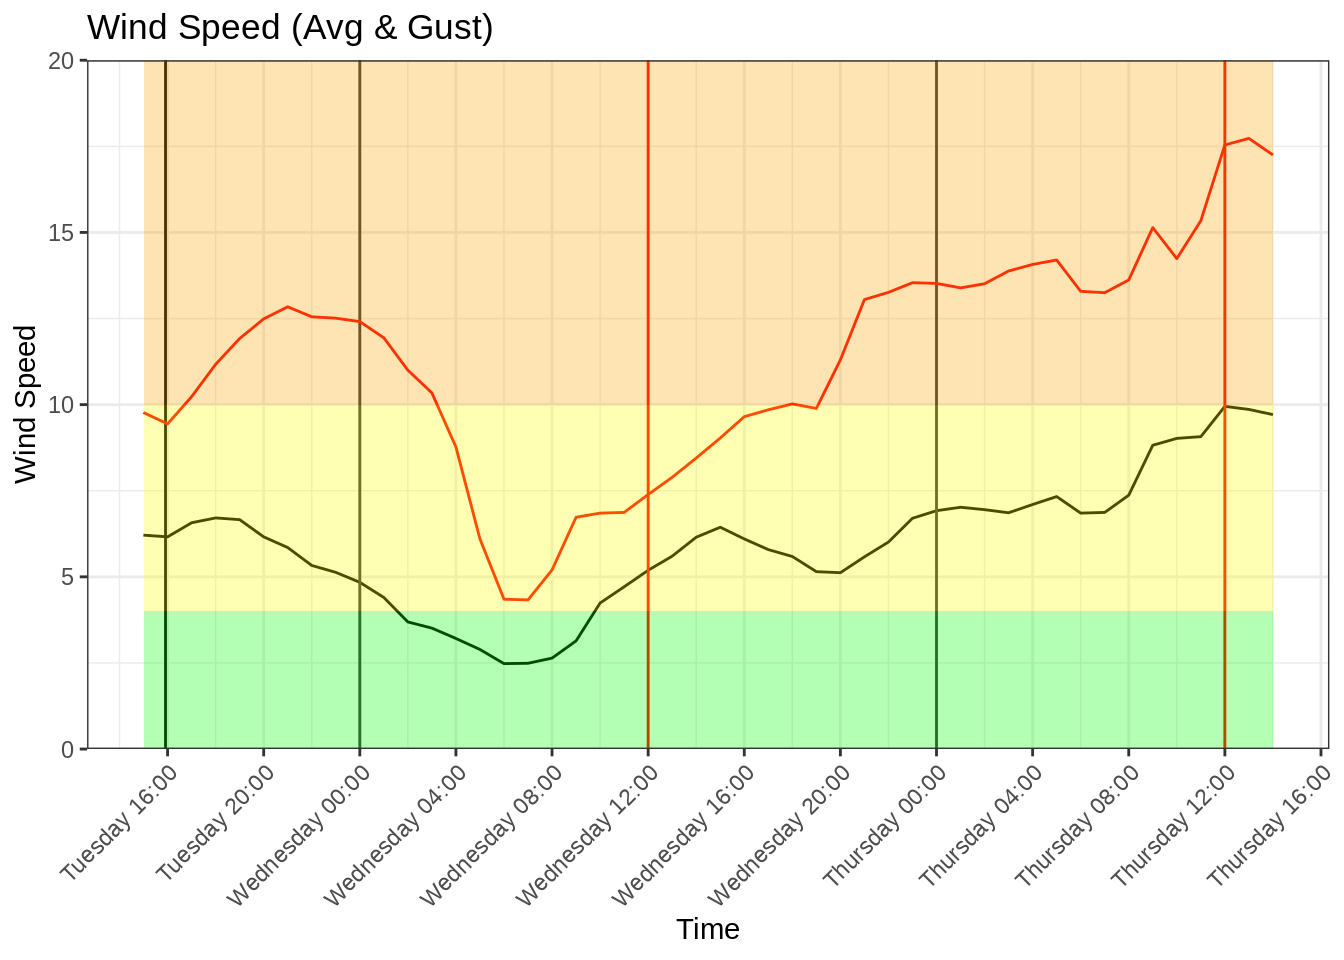 Wind Speed (Avg & Gust)
20
15
10
5
0
Wind Speed
Tuesday 16:00
Tuesday 20:00
Wednesday 00:00
Wednesday 04:00
Wednesday 08:00
Wednesday 12:00
Wednesday 16:00
Wednesday 20:00
Thursday 00:00
Thursday 04:00
Thursday 08:00
Thursday 12:00
Thursday 16:00
Time